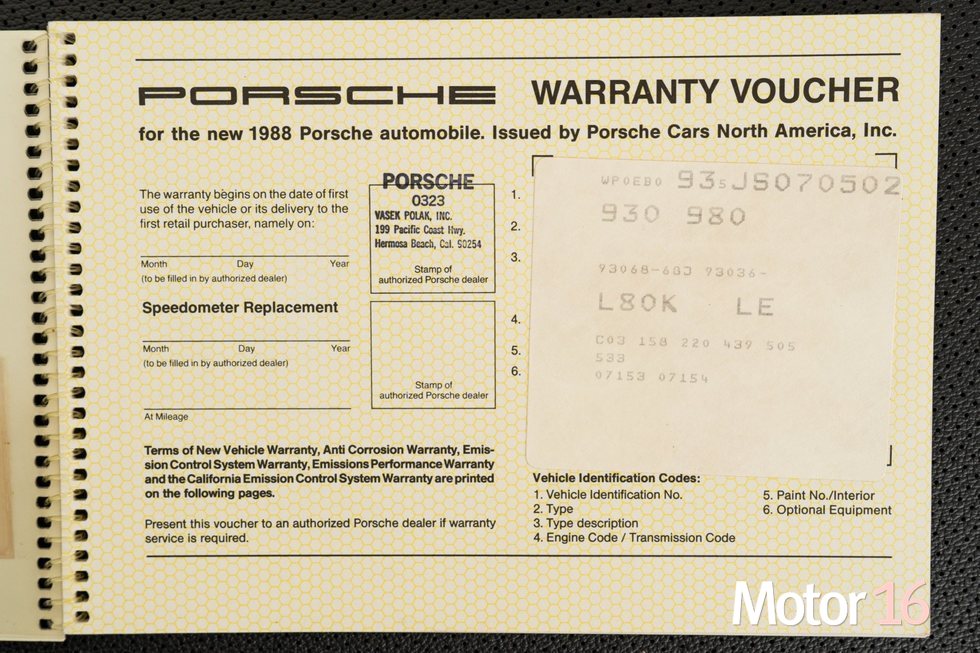 PORSCHE WARRANTY VOUCHER
for the new 1988 Porsche automobile. Issued by Porsche Cars North America, Inc.
The warranty begins on the date of first
use of the vehicle or its delivery to the
first retail purchaser, namely on:
Month Day Year
(to be filled in by authorized dealer)
Speedometer Replacement
Month Day Year
(to be filled in by authorized dealer)
At Mileage
PORSCHE
0323
VASEK POLAK, INC.
199 Pacific Coast Hwy.
Hermosa Beach, Cal. 90254
Stamp of
authorized Porsche dealer
Stamp of
authorized Porsche dealer
1.
2.
3.
4.
5.
6.
WP0EB0 93 JS070502
930 980
93068-68J 93036-
L80K LE
C03 158 220 439 505
533
07153 07154
Terms of New Vehicle Warranty, Anti Corrosion Warranty, Emis-
sion Control System Warranty, Emissions Performance Warranty
and the California Emission Control System Warranty are printed
on the following pages.
Present this voucher to an authorized Porsche dealer if warranty
service is required.
Vehicle Identification Codes:
1. Vehicle Identification No.
2. Type
3. Type description
4. Engine Code / Transmission Code
5. Paint No./Interior
6. Optional Equipment
Motor 16